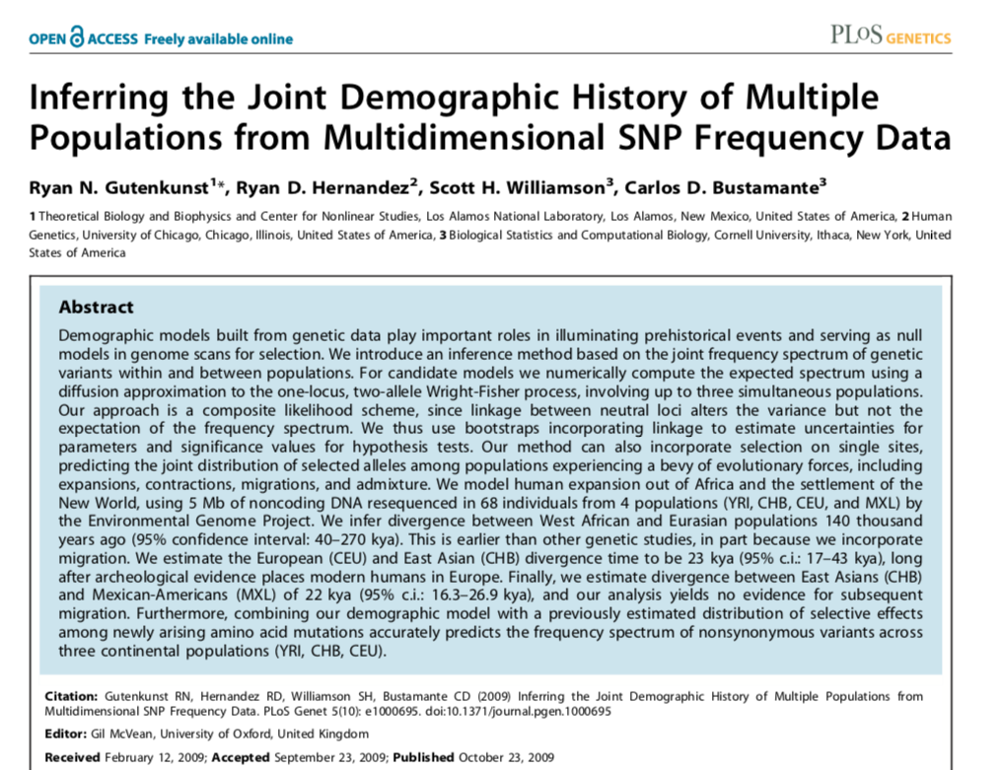 OPEN ACCESS Freely available online
PLoS GENETICS
Inferring the Joint Demographic History of Multiple
Populations from Multidimensional SNP Frequency Data
Ryan N. Gutenkunst1*, Ryan D. Hernandez2, Scott H. Williamson3, Carlos D. Bustamante3
1 Theoretical Biology and Biophysics and Center for Nonlinear Studies, Los Alamos National Laboratory, Los Alamos, New Mexico, United States of America, 2 Human
Genetics, University of Chicago, Chicago, Illinois, United States of America, 3 Biological Statistics and Computational Biology, Cornell University, Ithaca, New York, United
States of America
Abstract
Demographic models built from genetic data play important roles in illuminating prehistorical events and serving as null
models in genome scans for selection. We introduce an inference method based on the joint frequency spectrum of genetic
variants within and between populations. For candidate models we numerically compute the expected spectrum using a
diffusion approximation to the one-locus, two-allele Wright-Fisher process, involving up to three simultaneous populations.
Our approach is a composite likelihood scheme, since linkage between neutral loci alters the variance but not the
expectation of the frequency spectrum. We thus use bootstraps incorporating linkage to estimate uncertainties for
parameters and significance values for hypothesis tests. Our method can also incorporate selection on single sites,
predicting the joint distribution of selected alleles among populations experiencing a bevy of evolutionary forces, including
expansions, contractions, migrations, and admixture. We model human expansion out of Africa and the settlement of the
New World, using 5 Mb of noncoding DNA resequenced in 68 individuals from 4 populations (YRI, CHB, CEU, and MXL) by
the Environmental Genome Project. We infer divergence between West African and Eurasian populations 140 thousand
years ago (95% confidence interval: 40–270 kya). This is earlier than other genetic studies, in part because we incorporate
migration. We estimate the European (CEU) and East Asian (CHB) divergence time to be 23 kya (95% c.i.: 17–43 kya), long
after archeological evidence places modern humans in Europe. Finally, we estimate divergence between East Asians (CHB)
and Mexican-Americans (MXL) of 22 kya (95% c.i.: 16.3–26.9 kya), and our analysis yields no evidence for subsequent
migration. Furthermore, combining our demographic model with a previously estimated distribution of selective effects
among newly arising amino acid mutations accurately predicts the frequency spectrum of nonsynonymous variants across
three continental populations (YRI, CHB, CEU).
Citation: Gutenkunst RN, Hernandez RD, Williamson SH, Bustamante CD (2009) Inferring the Joint Demographic History of Multiple Populations from
Multidimensional SNP Frequency Data. PLoS Genet 5(10): e1000695. doi:10.1371/journal.pgen.1000695
Editor: Gil McVean, University of Oxford, United Kingdom
Received February 12, 2009; Accepted September 23, 2009; Published October 23, 2009